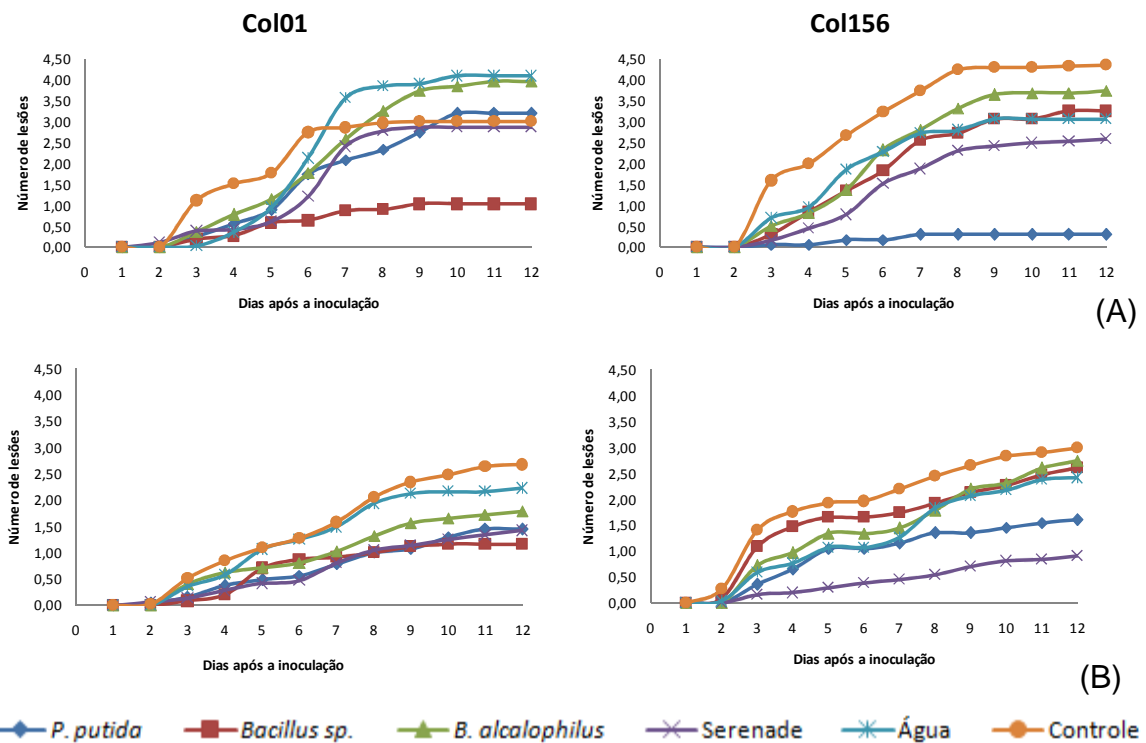 Col01
Col156
Número de lesões
4,50
4,00
3,50
3,00
2,50
2,00
1,50
1,00
0,50
0,00
0 1 2 3 4 5 6 7 8 9 10 11 12
Dias após a inoculação
Número de lesões
4,50
4,00
3,50
3,00
2,50
2,00
1,50
1,00
0,50
0,00
0 1 2 3 4 5 6 7 8 9 10 11 12
Dias após a inoculação
(A)
Número de lesões
4,50
4,00
3,50
3,00
2,50
2,00
1,50
1,00
0,50
0,00
0 1 2 3 4 5 6 7 8 9 10 11 12
Dias após a inoculação
Número de lesões
4,50
4,00
3,50
3,00
2,50
2,00
1,50
1,00
0,50
0,00
0 1 2 3 4 5 6 7 8 9 10 11 12
Dias após a inoculação
(B)
P. putida Bacillus sp. B. alcalophilus Serenade Água Controle